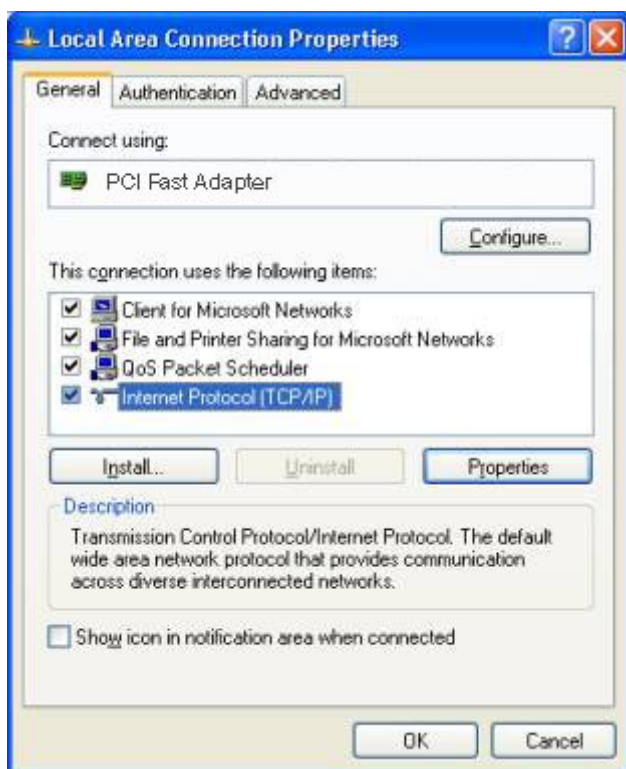 Local Area Connection Properties
General Authentication Advanced
Connect using:
PCI Fast Adapter
Configure...
This connection uses the following items:
Client for Microsoft Networks
File and Printer Sharing for Microsoft Networks
QoS Packet Scheduler
Internet Protocol (TCP/IP)
Install... Uninstall Properties
Description
Transmission Control Protocol/Internet Protocol. The default
wide area network protocol that provides communication
across diverse interconnected networks.
Show icon in notification area when connected
OK Cancel